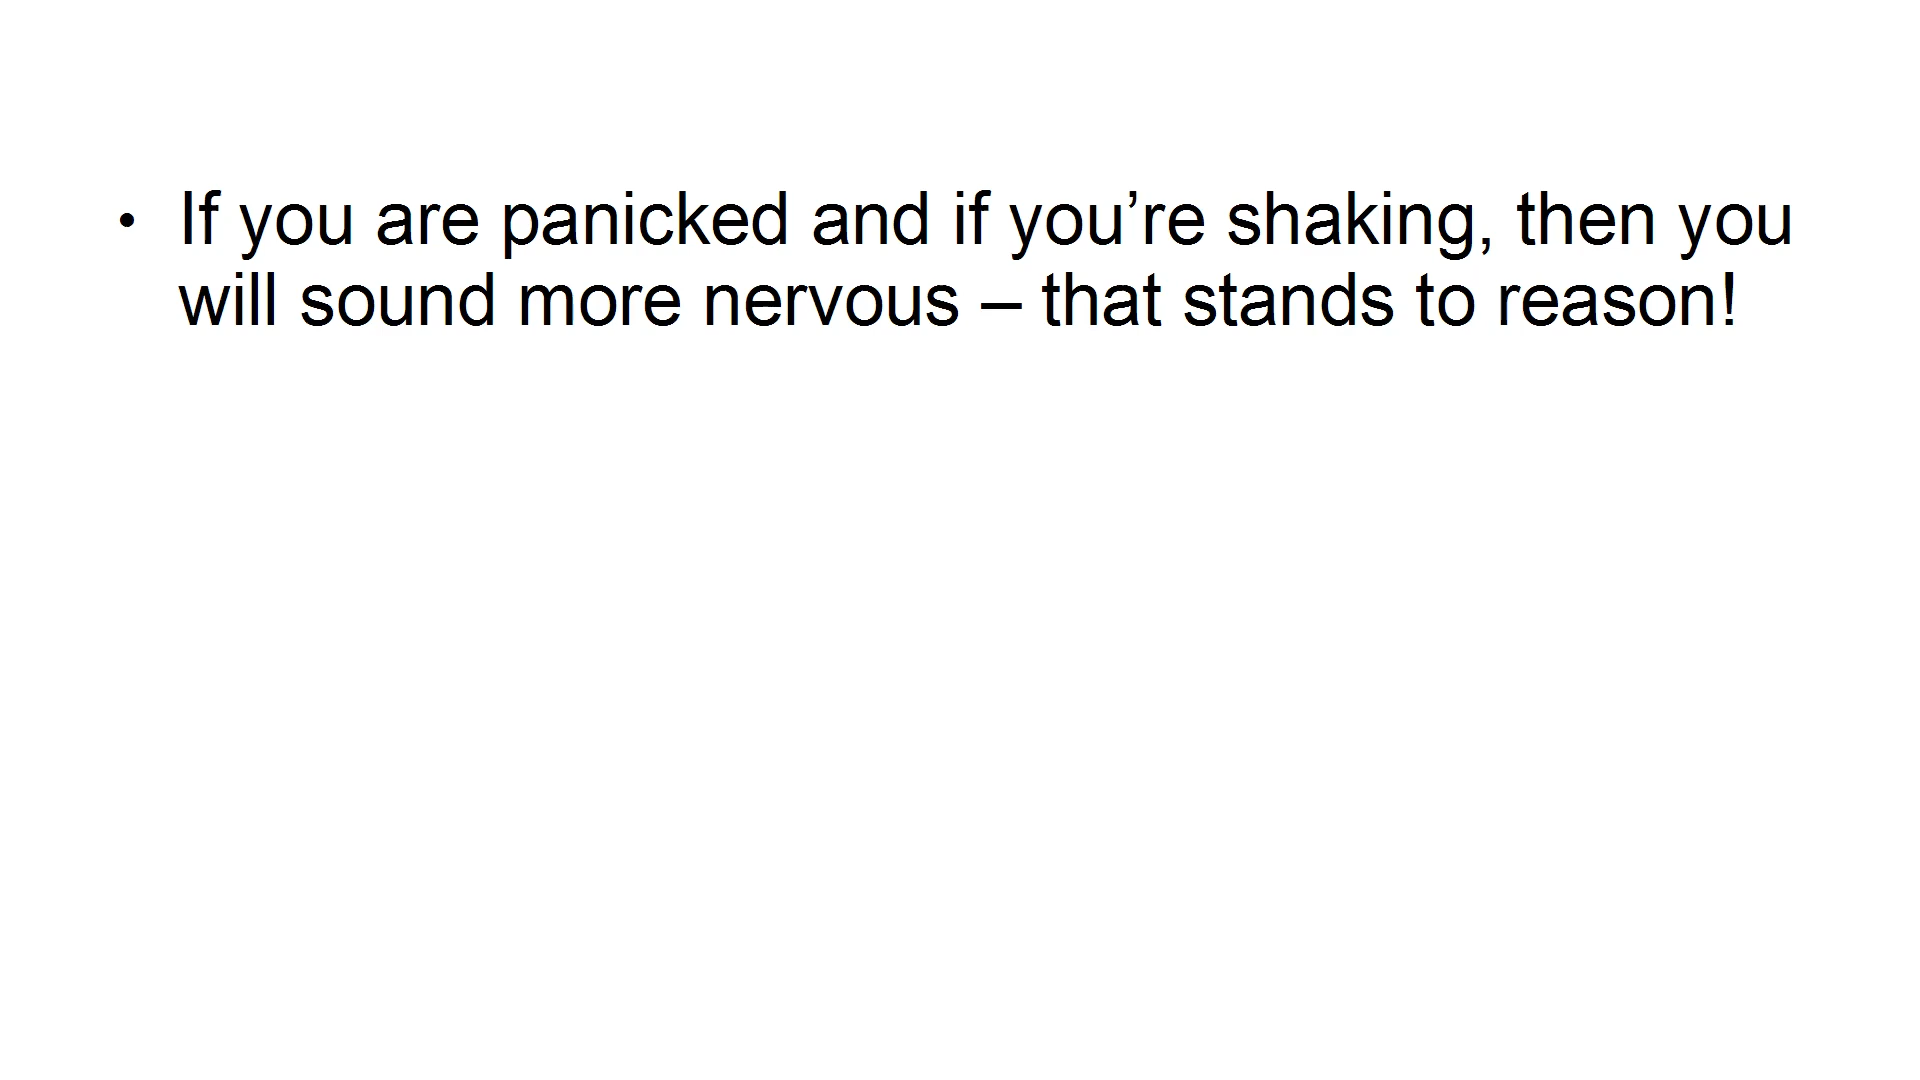 • If you are panicked and if you’re shaking, then you
will sound more nervous – that stands to reason!